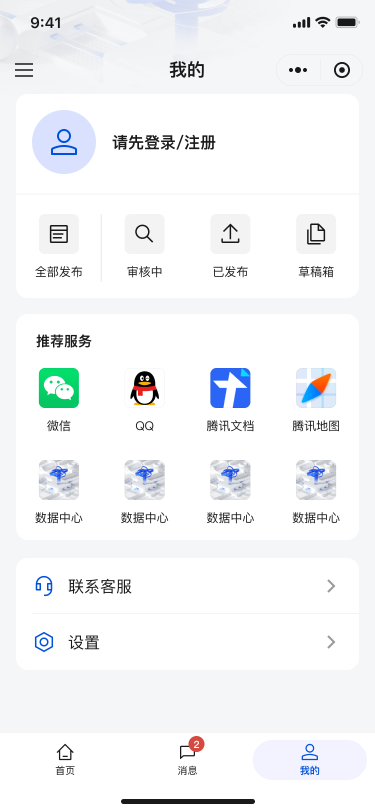 9:41
我的
请先登录/注册
全部发布 审核中 已发布 草稿箱
推荐服务
微信 QQ 腾讯文档 腾讯地图
数据中心 数据中心 数据中心 数据中心
联系客服
设置
2
首页 消息 我的